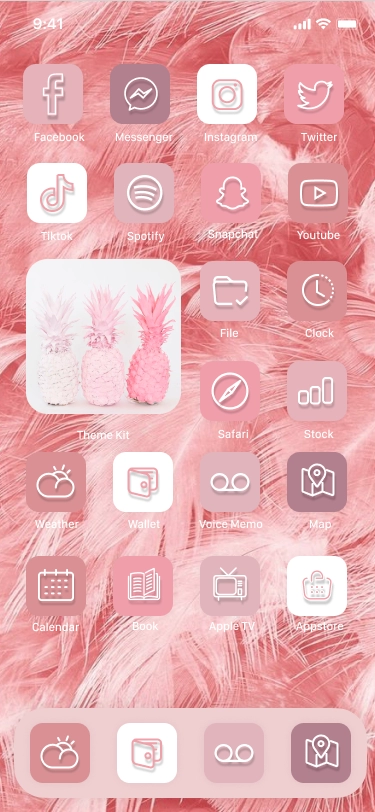 9:41
Facebook Messenger Instagram Twitter
Tiktok Spotify Snapchat Youtube
File Clock
Theme Kit Safari Stock
Weather Wallet Voice Memo Map
Calendar Book Apple TV Appstore